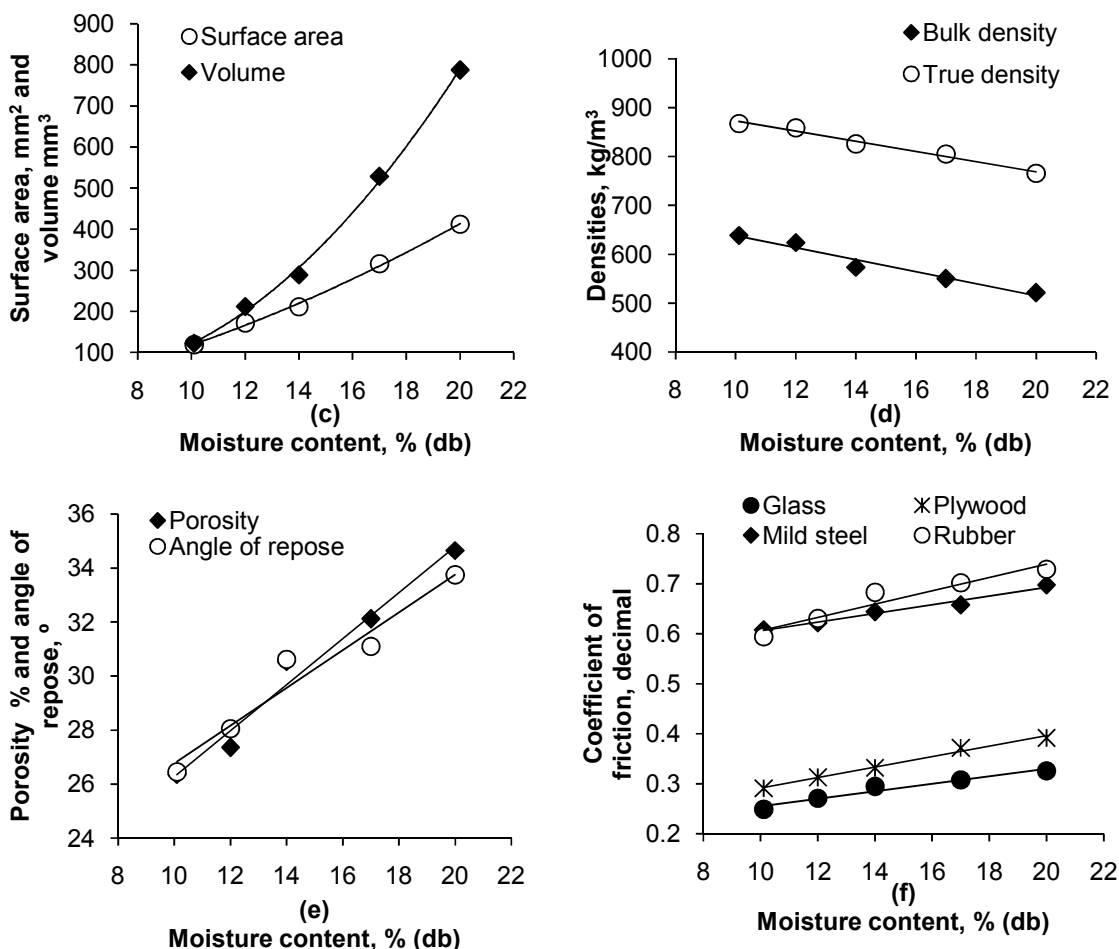 Surface area, mm² and
volume mm³
900
800
700
600
500
400
300
200
100
Surface area
Volume
8 10 12 14 16 18 20 22
(c)
Moisture content, % (db)
Densities, kg/m³
1000
900
800
700
600
500
400
Bulk density
True density
8 10 12 14 16 18 20 22
(d)
Moisture content, % (db)
Porosity % and angle of
repose, º
36
34
32
30
28
26
24
Porosity
Angle of repose
8 10 12 14 16 18 20 22
(e)
Moisture content, % (db)
Coefficient of
friction, decimal
Glass Plywood
Mild steel Rubber
0.8
0.7
0.6
0.5
0.4
0.3
0.2
8 10 12 14 16 18 20 22
(f)
Moisture content, % (db)